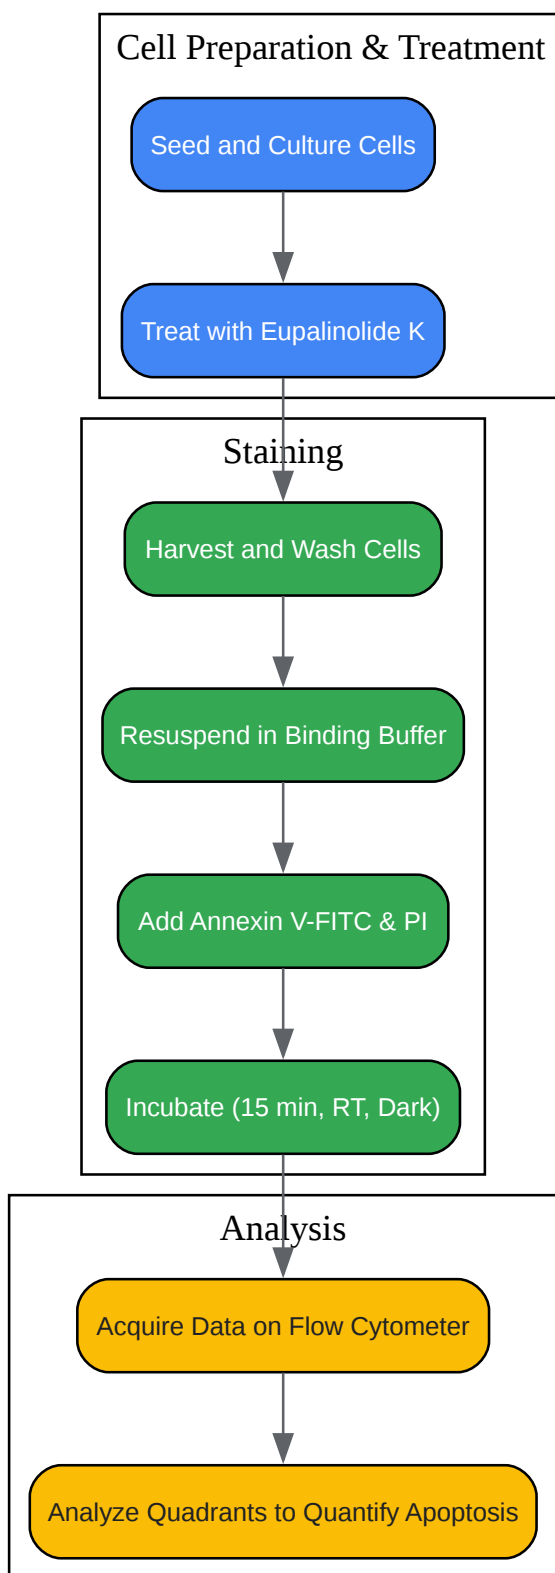 Cell Preparation & Treatment
Seed and Culture Cells
Treat with Eupalinolide K
Staining
Harvest and Wash Cells
Resuspend in Binding Buffer
Add Annexin V-FITC & PI
Incubate (15 min, RT, Dark)
Analysis
Acquire Data on Flow Cytometer
Analyze Quadrants to Quantify Apoptosis